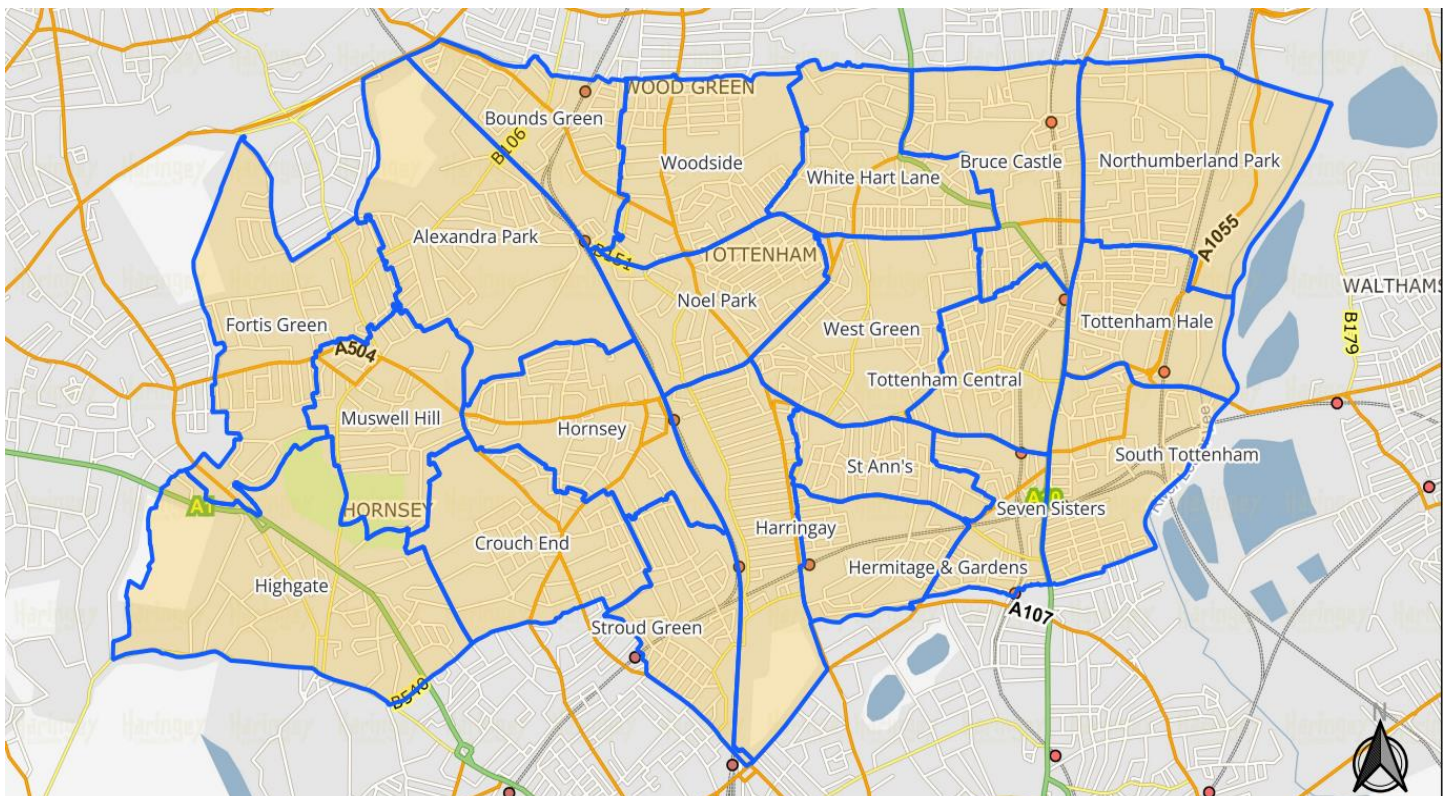 WOOD GREEN
Bounds Green
B106
Woodside
Bruce Castle
Northumberland Park
White Hart Lane
Alexandra Park
B151
TOTTENHAM
A1055
Noel Park
WALTHAMS
Fortis Green
West Green
Tottenham Hale
B179
A504
Tottenham Central
Muswell Hill
Hornsey
St Ann's
South Tottenham
A1
HORNSEY
A10
Seven Sisters
Harringay
Crouch End
Hermitage & Gardens
Highgate
A107
Stroud Green
B540
N
Haringey